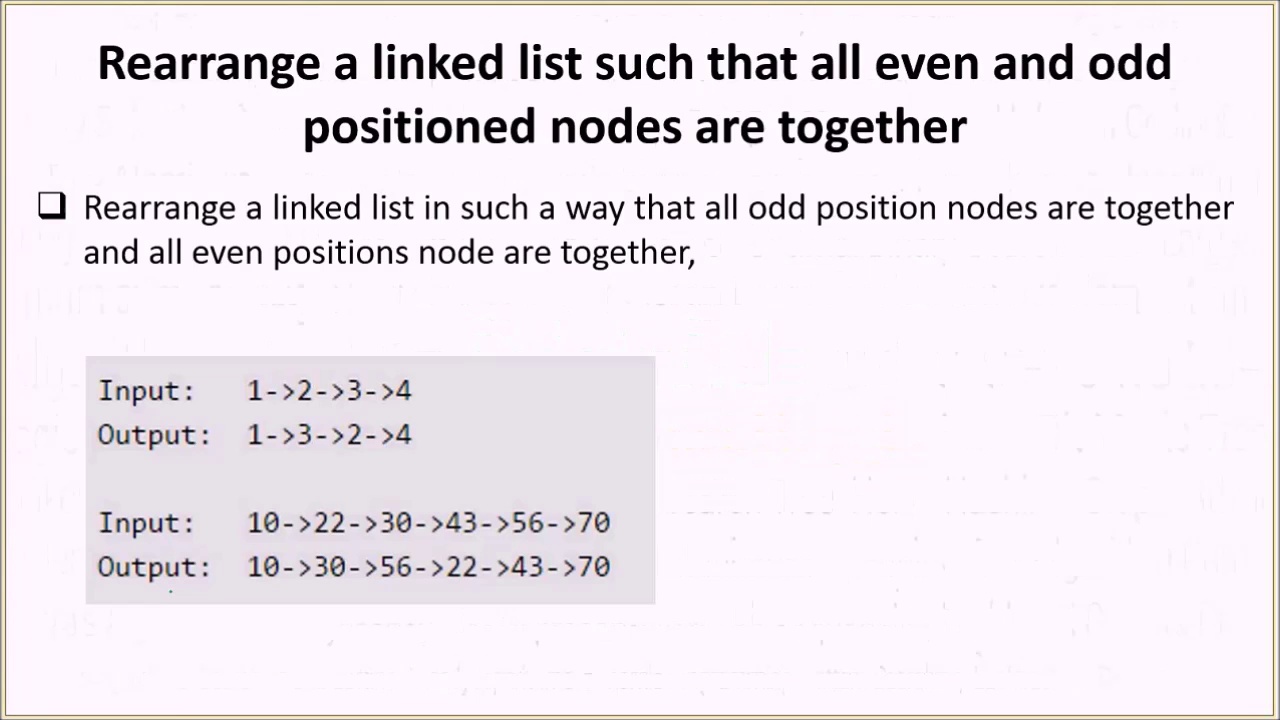 Rearrange a linked list such that all even and odd
positioned nodes are together
❑ Rearrange a linked list in such a way that all odd position nodes are together
and all even positions node are together,
Input: 1->2->3->4
Output: 1->3->2->4
Input: 10->22->30->43->56->70
Output: 10->30->56->22->43->70